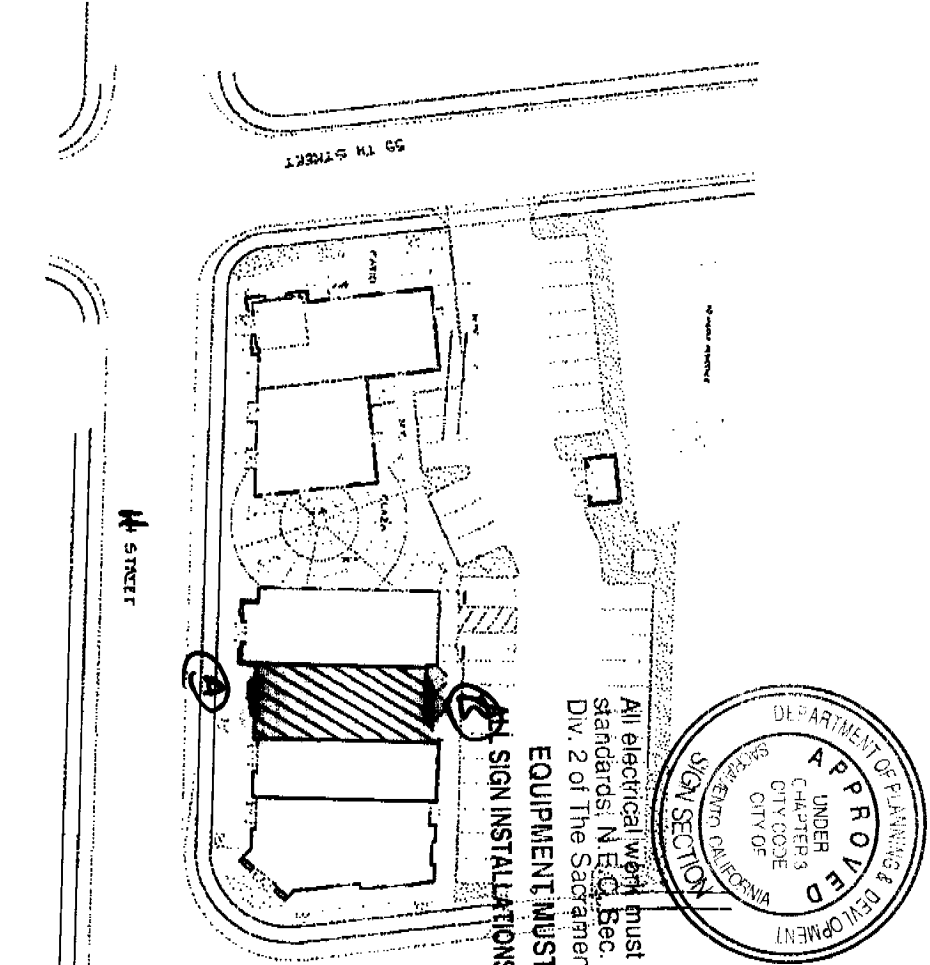 59 TH STREET
PATIO
PLAZA
H STREET
A
B
All electrical work must
standards; N.E.C. Sec.
Div. 2 of The Sacramen
EQUIPMENT MUST
ALL SIGN INSTALLATIONS
DEPARTMENT OF PLANNING & DEVELOPMENT
SIGN SECTION
APPROVED
UNDER
CHAPTER 3
CITY CODE
CITY OF
SACRAMENTO CALIFORNIA